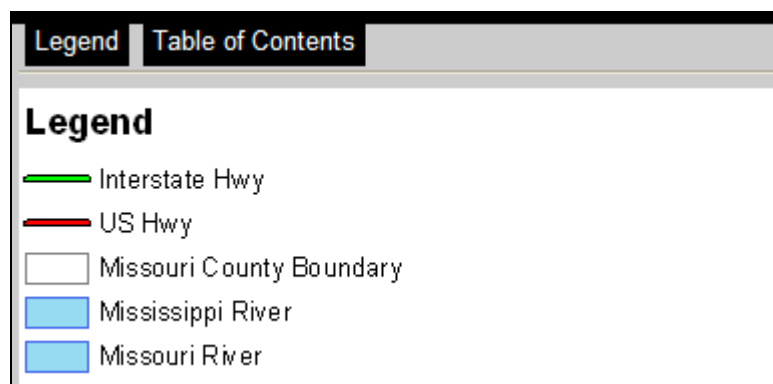 Legend Table of Contents
Legend
Interstate Hwy
US Hwy
Missouri County Boundary
Mississippi River
Missouri River